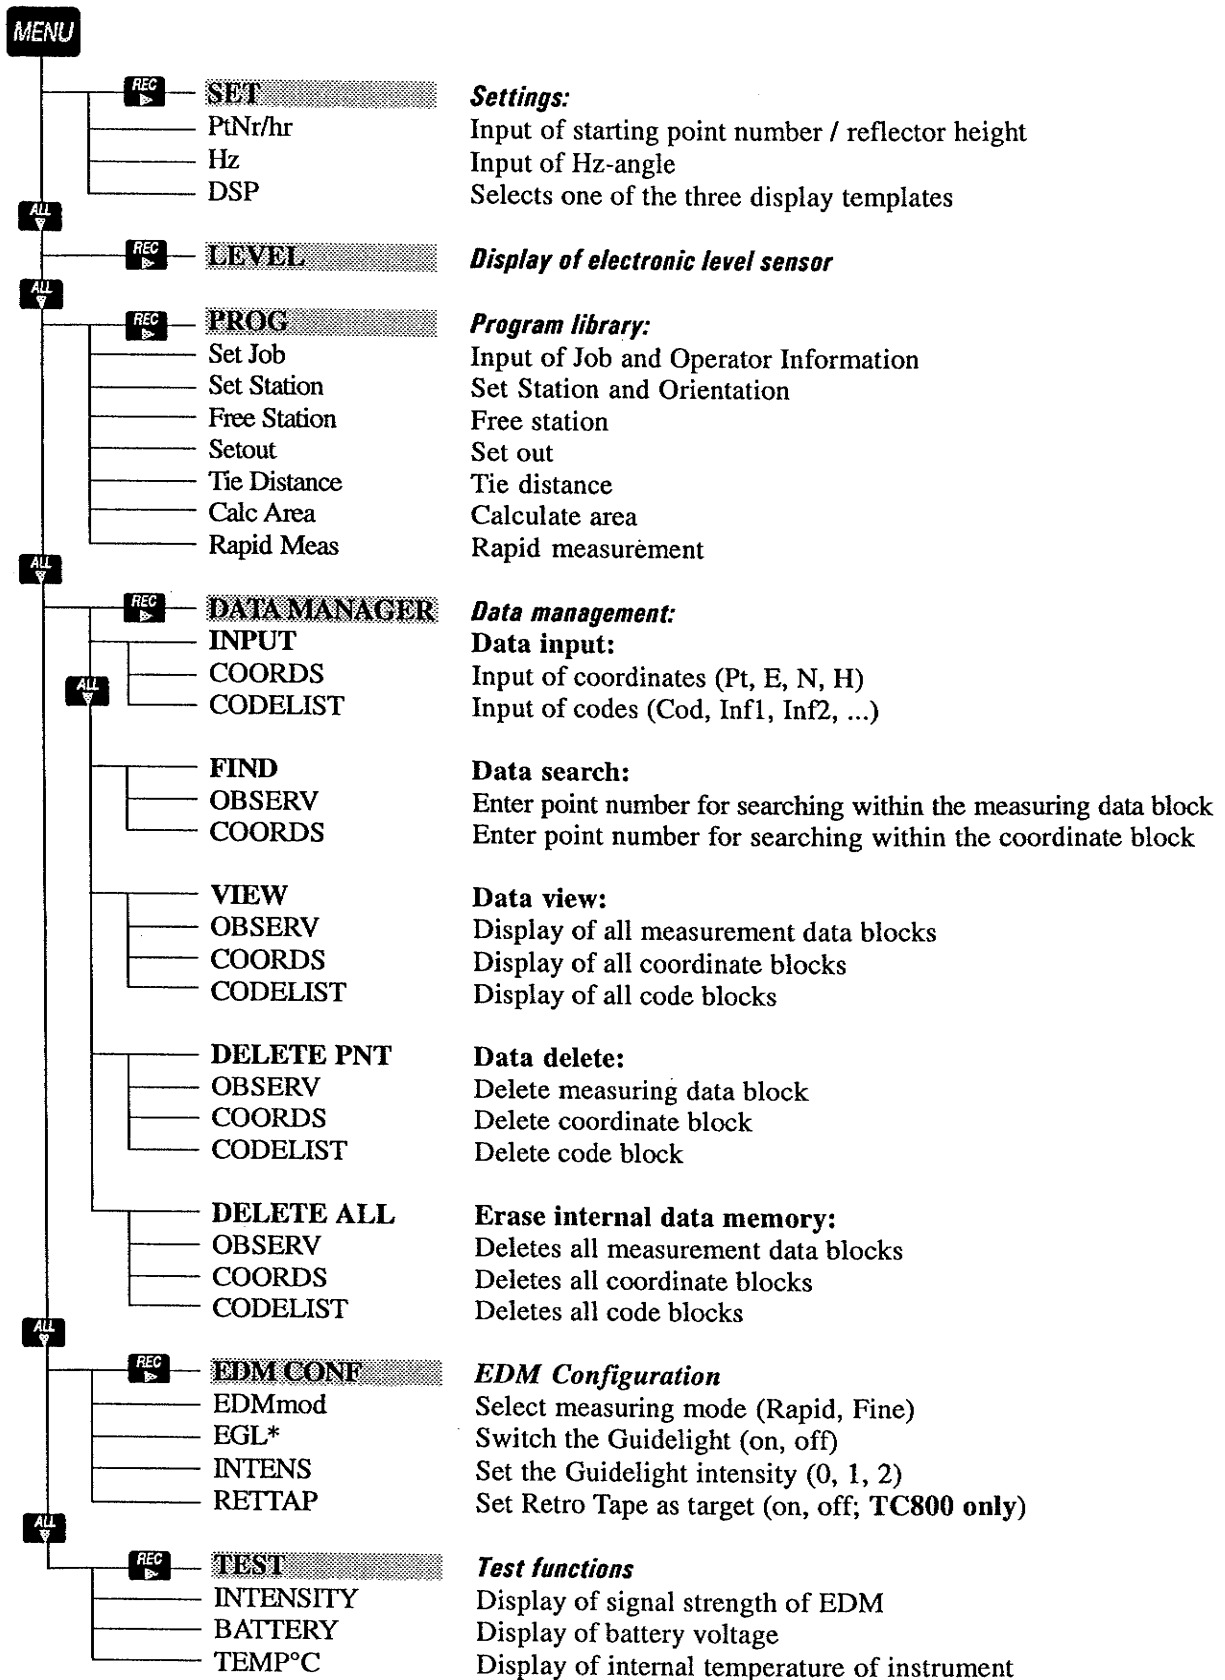 MENU
REC SET Settings:
PtNr/hr Input of starting point number / reflector height
Hz Input of Hz-angle
DSP Selects one of the three display templates
ALL
REC LEVEL Display of electronic level sensor
ALL
REC PROG Program library:
Set Job Input of Job and Operator Information
Set Station Set Station and Orientation
Free Station Free station
Setout Set out
Tie Distance Tie distance
Calc Area Calculate area
Rapid Meas Rapid measurement
ALL
REC DATA MANAGER Data management:
INPUT Data input:
COORDS Input of coordinates (Pt, E, N, H)
ALL
CODELIST Input of codes (Cod, Inf1, Inf2, ...)
FIND Data search:
OBSERV Enter point number for searching within the measuring data block
COORDS Enter point number for searching within the coordinate block
VIEW Data view:
OBSERV Display of all measurement data blocks
COORDS Display of all coordinate blocks
CODELIST Display of all code blocks
DELETE PNT Data delete:
OBSERV Delete measuring data block
COORDS Delete coordinate block
CODELIST Delete code block
DELETE ALL Erase internal data memory:
OBSERV Deletes all measurement data blocks
COORDS Deletes all coordinate blocks
CODELIST Deletes all code blocks
ALL
REC EDM CONF EDM Configuration
EDMmod Select measuring mode (Rapid, Fine)
EGL* Switch the Guidelight (on, off)
INTENS Set the Guidelight intensity (0, 1, 2)
RETTAP Set Retro Tape as target (on, off; TC800 only)
ALL
REC TEST Test functions
INTENSITY Display of signal strength of EDM
BATTERY Display of battery voltage
TEMP°C Display of internal temperature of instrument